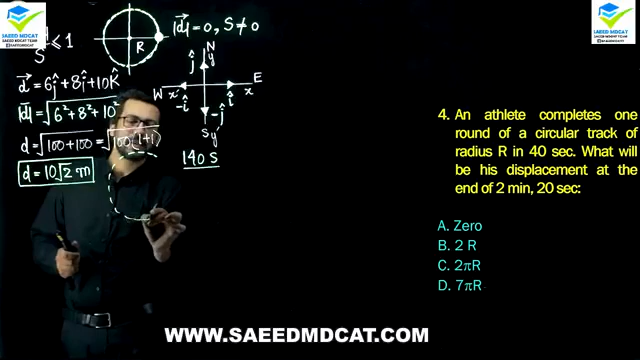 SAEED MDCAT
SAEED MDCAT TEAM
≤ 1
S
R
|d⃗| = 0, S ≠ 0
N
y
ĵ
W
x'
-î
î
x
E
-ĵ
S
y'
d⃗ = 6ĵ + 8î + 10K̂
|d⃗| = √6² + 8² + 10²
d = √100 + 100 = √100(1+1)
d = 10√2 m
140 S
4. An athlete completes one
round of a circular track of
radius R in 40 sec. What will
be his displacement at the
end of 2 min, 20 sec:
A. Zero
B. 2 R
C. 2πR
D. 7πR
WWW.SAEEDMDCAT.COM